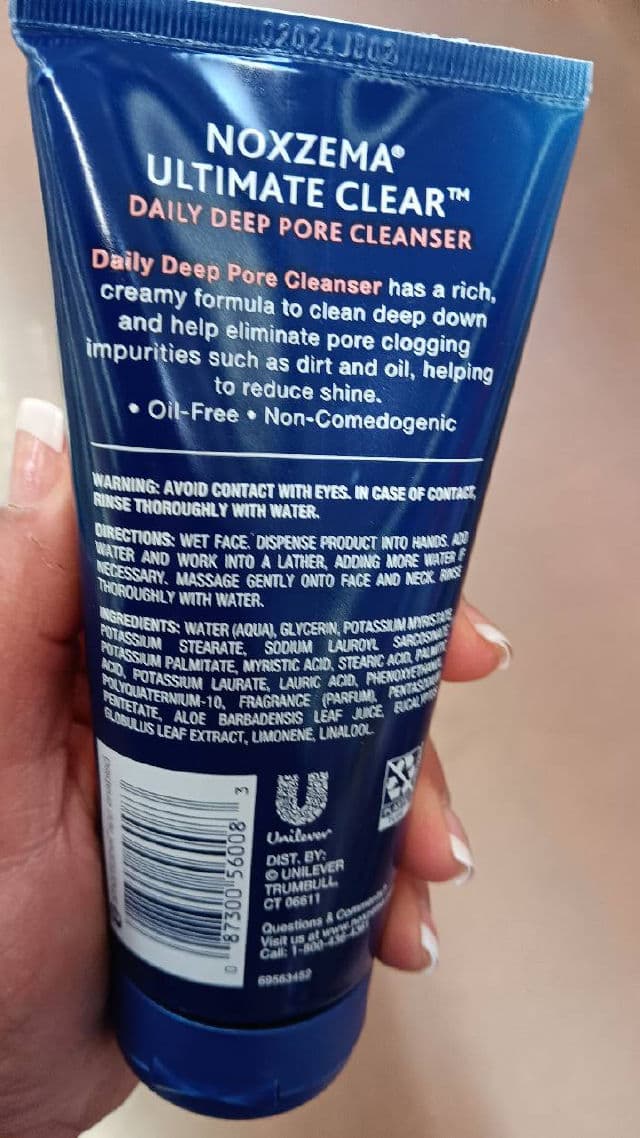 02024JB02
NOXZEMA®
ULTIMATE CLEAR™
DAILY DEEP PORE CLEANSER
Daily Deep Pore Cleanser has a rich,
creamy formula to clean deep down
and help eliminate pore clogging
impurities such as dirt and oil, helping
to reduce shine.
• Oil-Free • Non-Comedogenic
WARNING: AVOID CONTACT WITH EYES. IN CASE OF CONTACT,
RINSE THOROUGHLY WITH WATER.
DIRECTIONS: WET FACE. DISPENSE PRODUCT INTO HANDS. ADD
WATER AND WORK INTO A LATHER, ADDING MORE WATER IF
NECESSARY. MASSAGE GENTLY ONTO FACE AND NECK. RINSE
THOROUGHLY WITH WATER.
INGREDIENTS: WATER (AQUA), GLYCERIN, POTASSIUM MYRISTATE,
POTASSIUM STEARATE, SODIUM LAUROYL SARCOSINATE,
POTASSIUM PALMITATE, MYRISTIC ACID, STEARIC ACID, PALMITIC
ACID, POTASSIUM LAURATE, LAURIC ACID, PHENOXYETHANOL,
POLYQUATERNIUM-10, FRAGRANCE (PARFUM), PENTASODIUM
PENTETATE, ALOE BARBADENSIS LEAF JUICE, EUCALYPTUS
GLOBULUS LEAF EXTRACT, LIMONENE, LINALOOL.
0 87300 56008 3
Unilever
DIST. BY:
© UNILEVER
TRUMBULL,
CT 06611
Questions & Comments?
Visit us at www.
Call: 1-800-436-4361
69563452